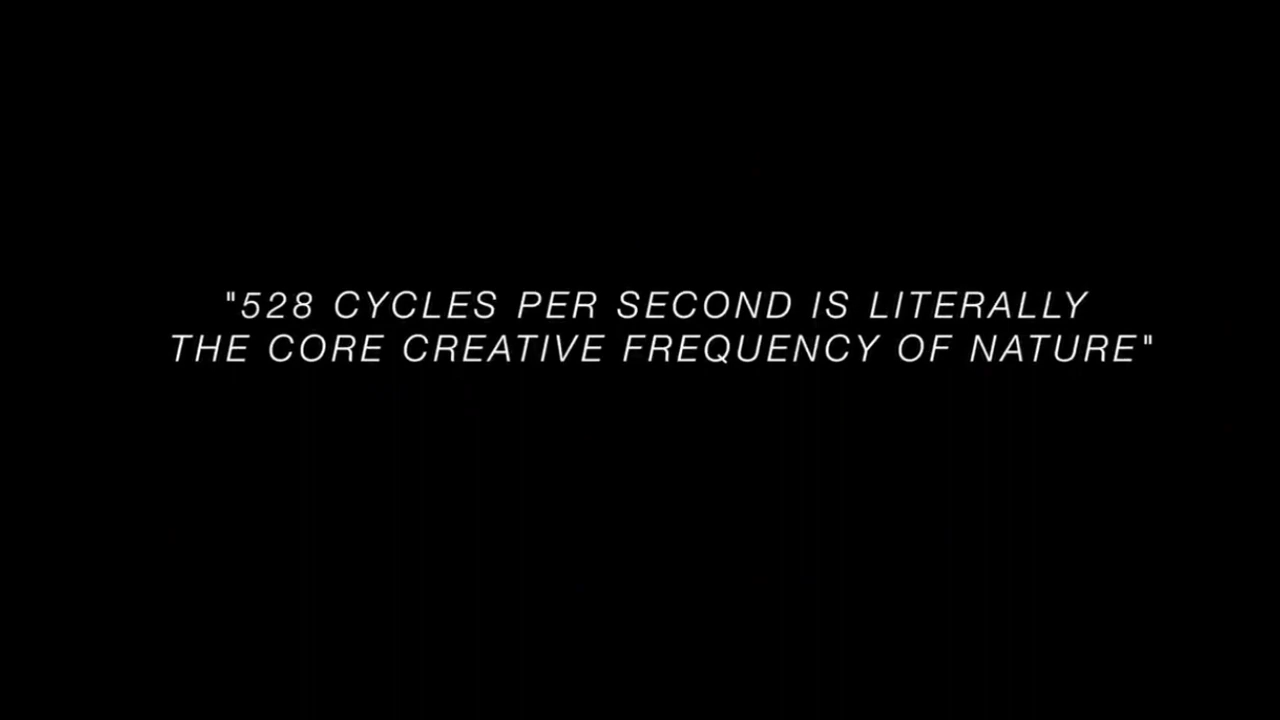 "528 CYCLES PER SECOND IS LITERALLY
THE CORE CREATIVE FREQUENCY OF NATURE"